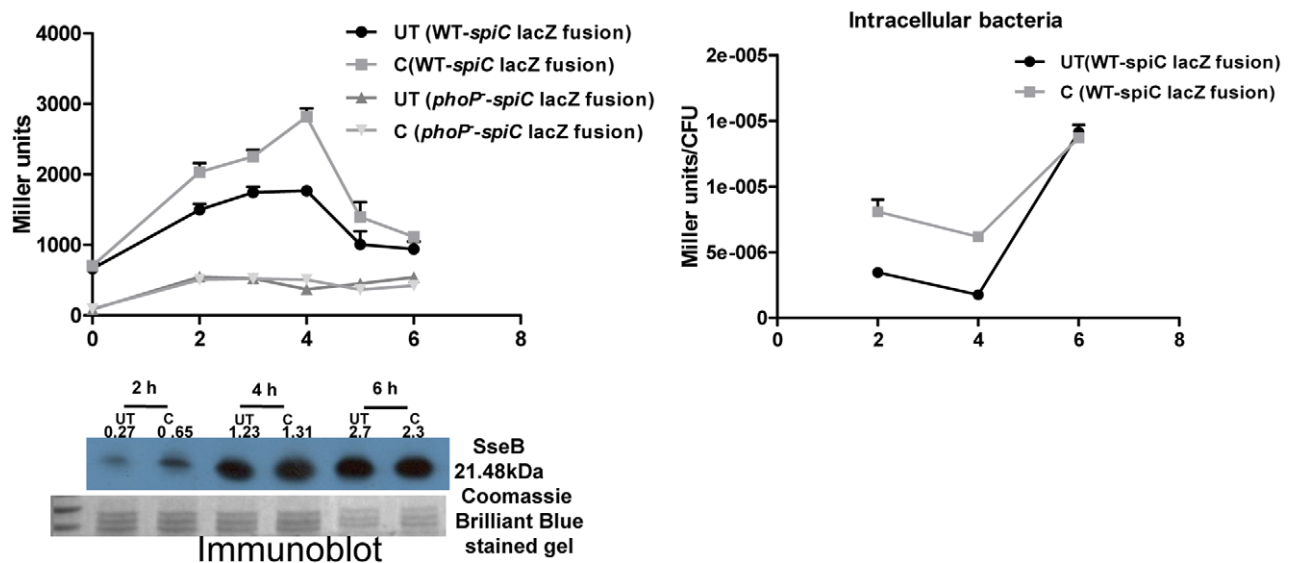 4000
3000
2000
1000
0
Miller units
0 2 4 6 8
UT (WT-spiC lacZ fusion)
C(WT-spiC lacZ fusion)
UT (phoP⁻-spiC lacZ fusion)
C (phoP⁻-spiC lacZ fusion)
Intracellular bacteria
2e-005
1e-005
1e-005
5e-006
0
Miller units/CFU
0 2 4 6 8
UT(WT-spiC lacZ fusion)
C (WT-spiC lacZ fusion)
2 h 4 h 6 h
UT C UT C UT C
0.27 0 .65 1.23 1.31 2.7 2.3
SseB
21.48kDa
Coomassie
Brilliant Blue
stained gel
Immunoblot